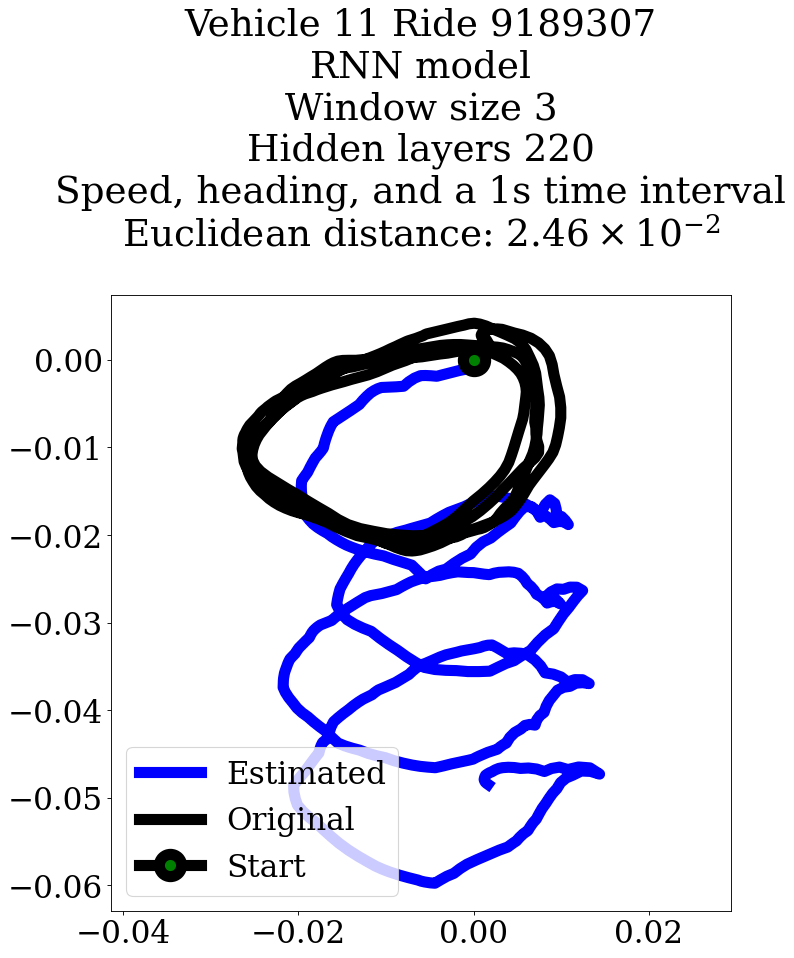 Vehicle 11 Ride 9189307
RNN model
Window size 3
Hidden layers 220
Speed, heading, and a 1s time interval
Euclidean distance: 2.46 × 10⁻²
0.00
−0.01
−0.02
−0.03
−0.04
−0.05
−0.06
Estimated
Original
Start
−0.04 −0.02 0.00 0.02